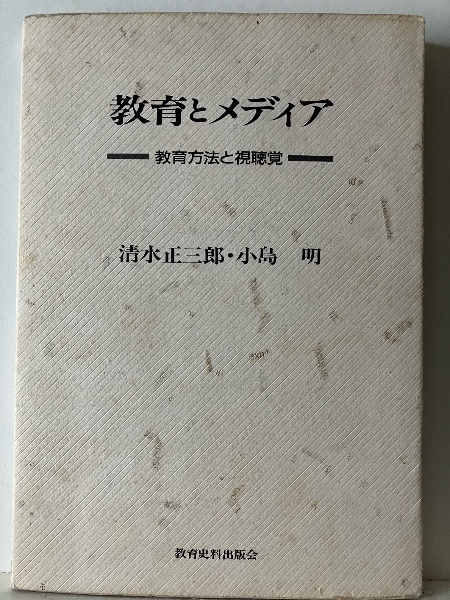 教育とメディア
教育方法と視聴覚
清水正三郎・小島 明
教育史料出版会